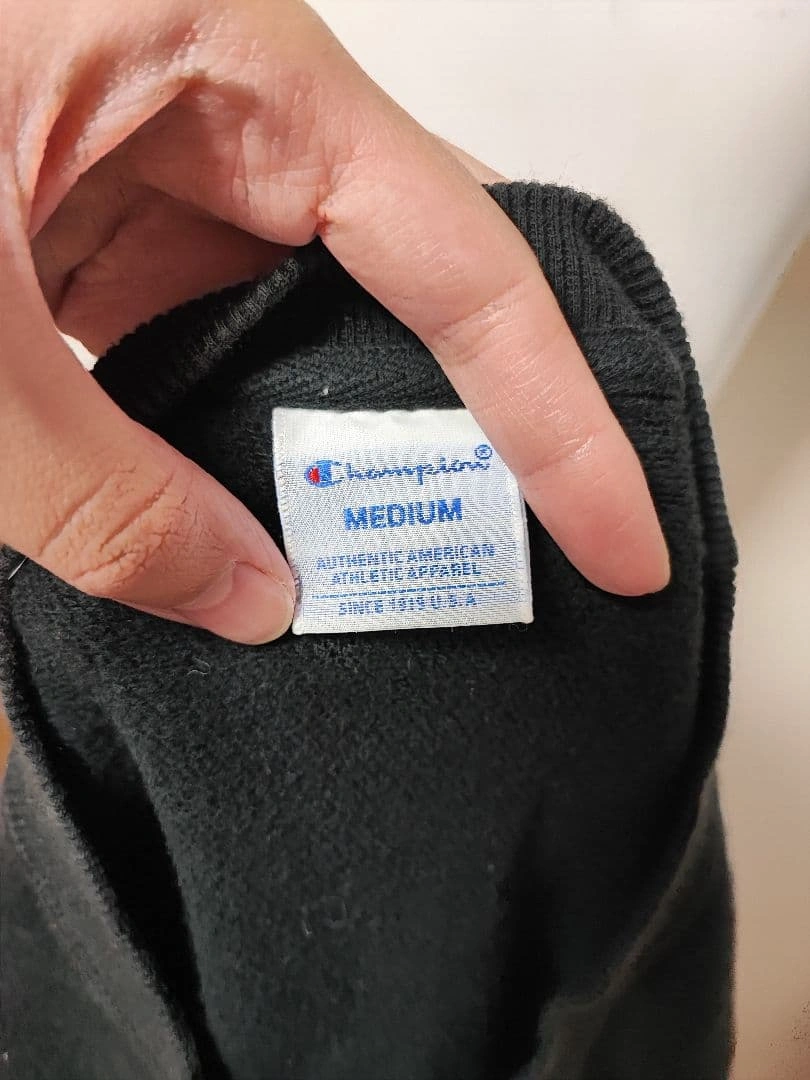 Champion®
MEDIUM
AUTHENTIC AMERICAN
ATHLETIC APPAREL
SINCE 1919 U.S.A